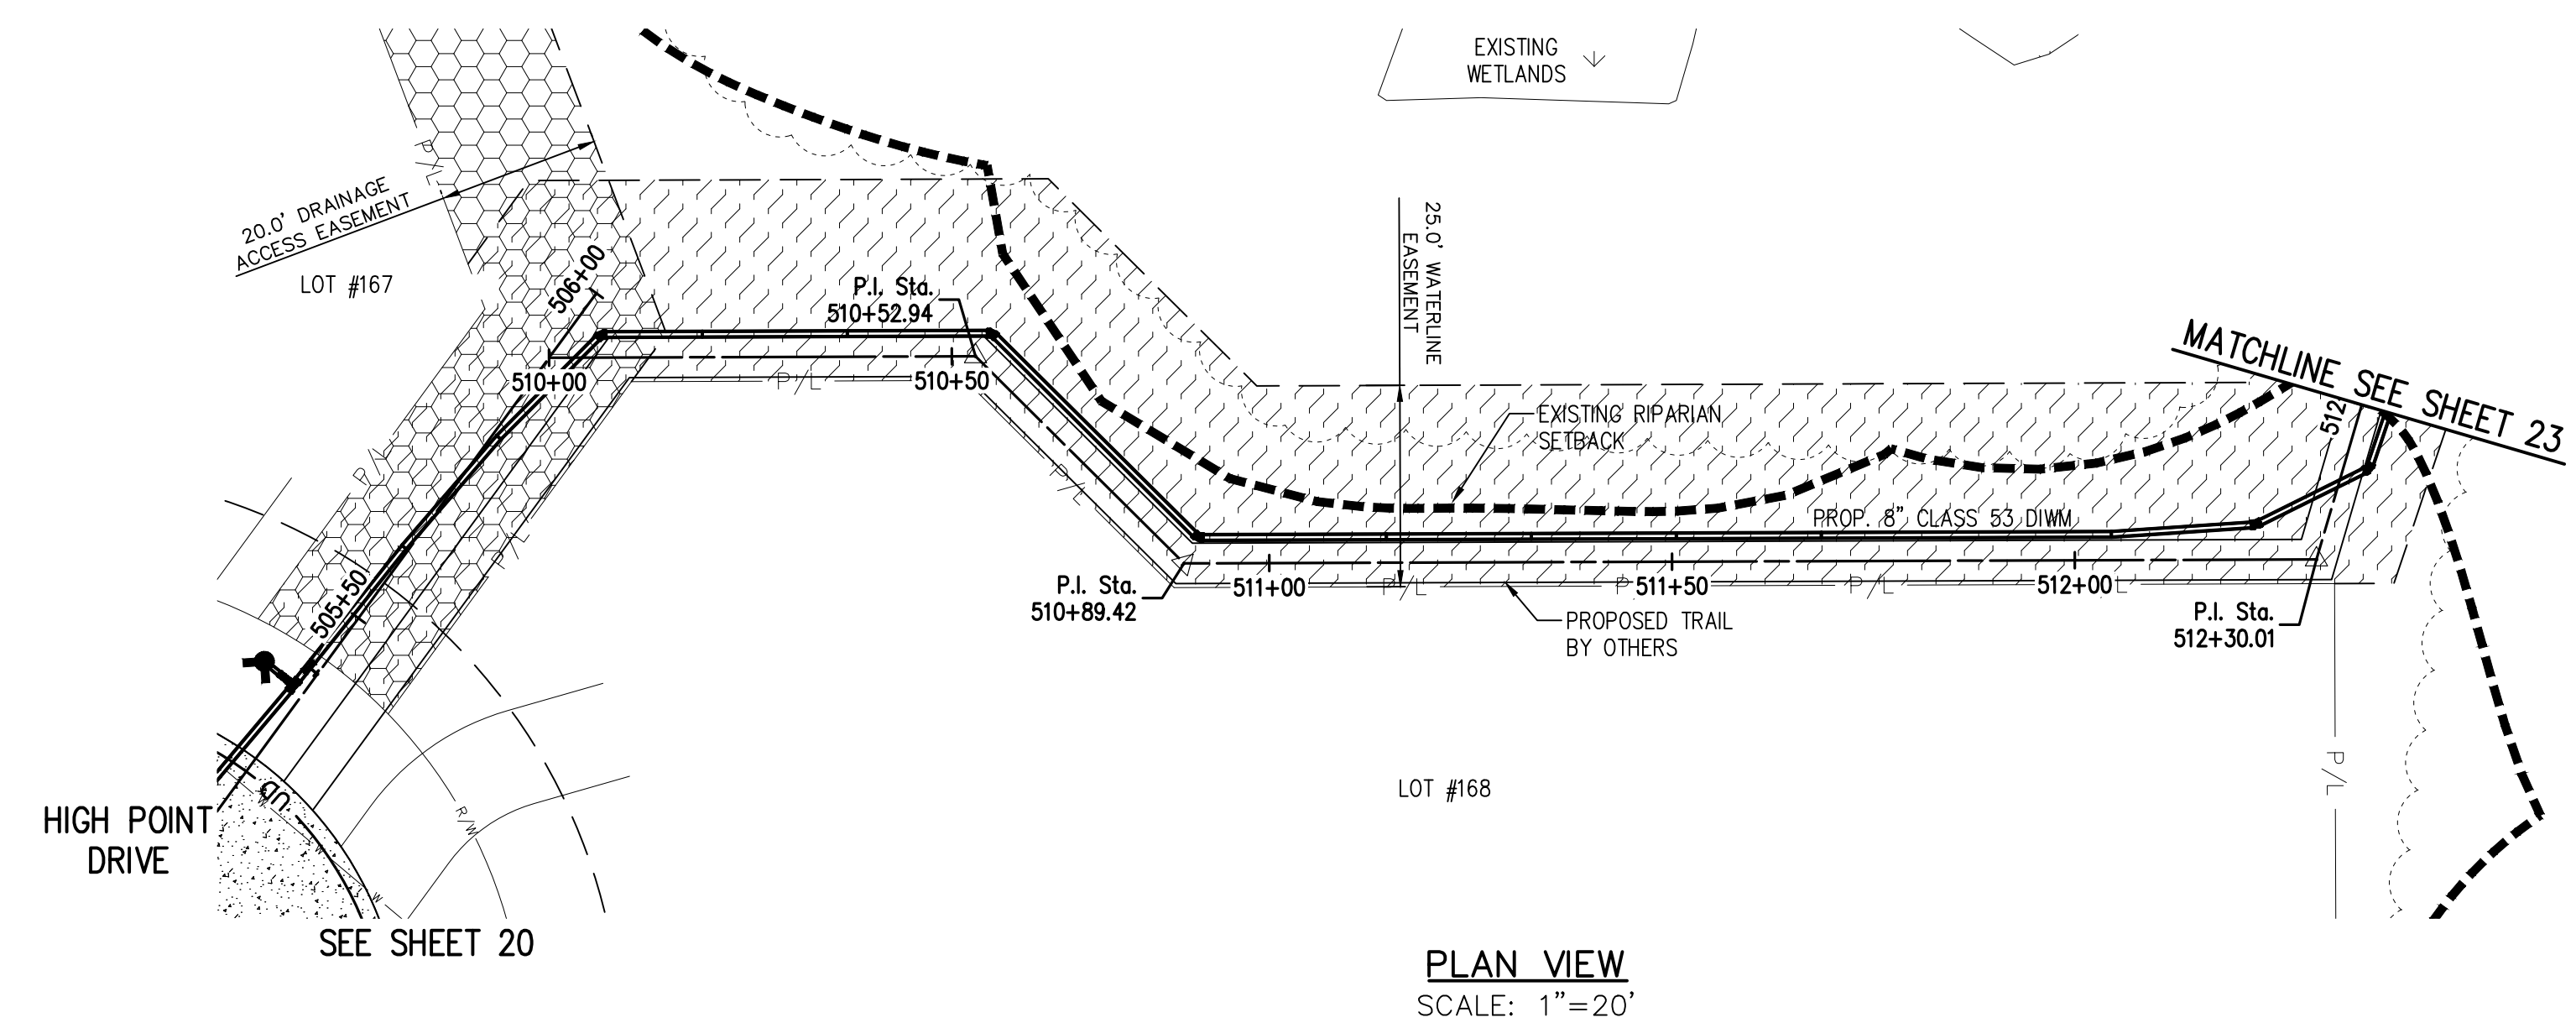 EXISTING
WETLANDS
20.0' DRAINAGE
ACCESS EASEMENT
P/L
LOT #167
506+00
P.I. Sta.
510+52.94
25.0' WATERLINE
EASEMENT
510+00
P/L
510+50
MATCHLINE SEE SHEET 23
512
EXISTING RIPARIAN
SETBACK
P/L
P/L
P/L
PROP. 8" CLASS 53 DIWM
505+50
P.I. Sta.
510+89.42
511+00
P/L
P
511+50
P/L
512+00
L
PROPOSED TRAIL
BY OTHERS
P.I. Sta.
512+30.01
P/L
LOT #168
UD
W
W
W
R/W
HIGH POINT
DRIVE
SEE SHEET 20
PLAN VIEW
SCALE: 1"=20'